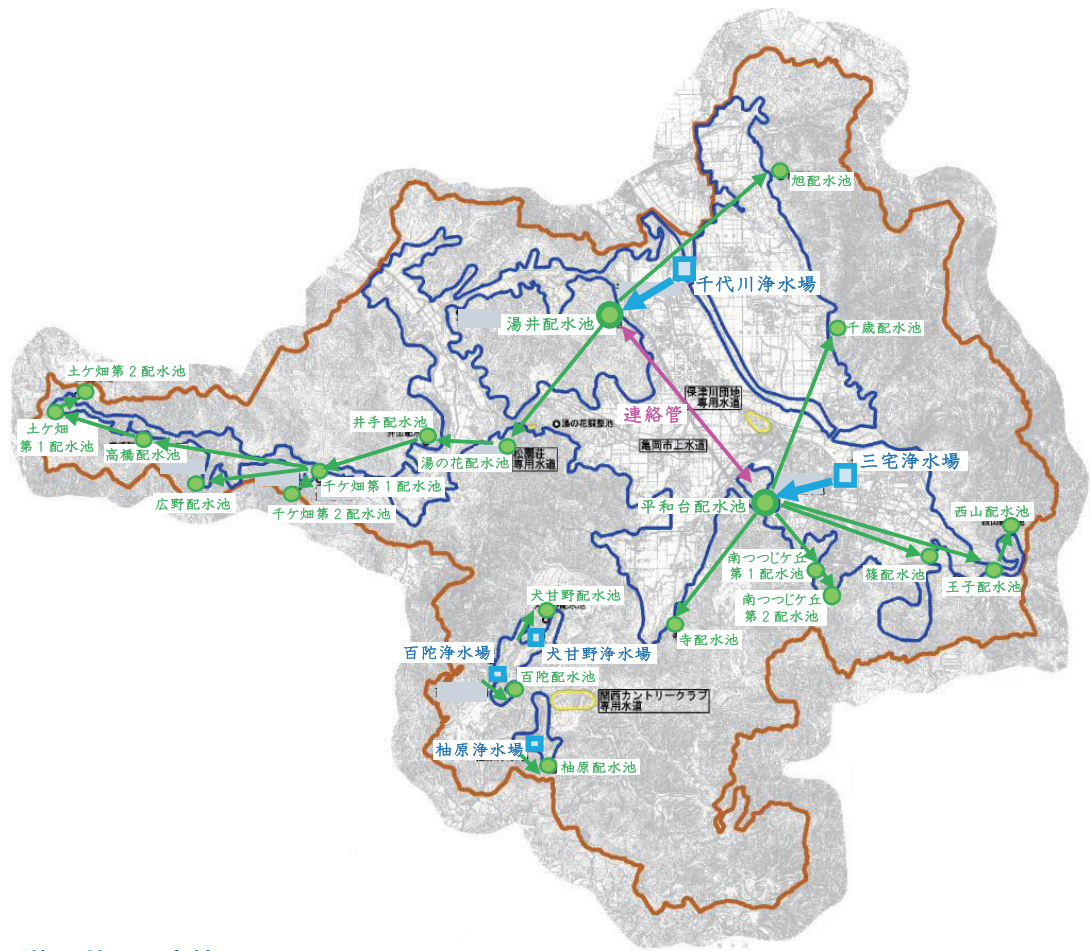 旭配水池
千代川浄水場
湯井配水池
千歳配水池
土ケ畑第2配水池
保津川団地
専用水道
連絡管
土ケ畑
第1配水池
井手配水池
湯の花調整池
高橋配水池
亀岡市上水道
湯の花配水池
松園荘
専用水道
三宅浄水場
千ケ畑第1配水池
広野配水池
千ケ畑第2配水池
平和台配水池
西山配水池
南つつじケ丘
第1配水池
篠配水池
王子配水池
南つつじケ丘
第2配水池
犬甘野配水池
寺配水池
百陀浄水場
犬甘野浄水場
百陀配水池
関西カントリークラブ
専用水道
柚原浄水場
柚原配水池